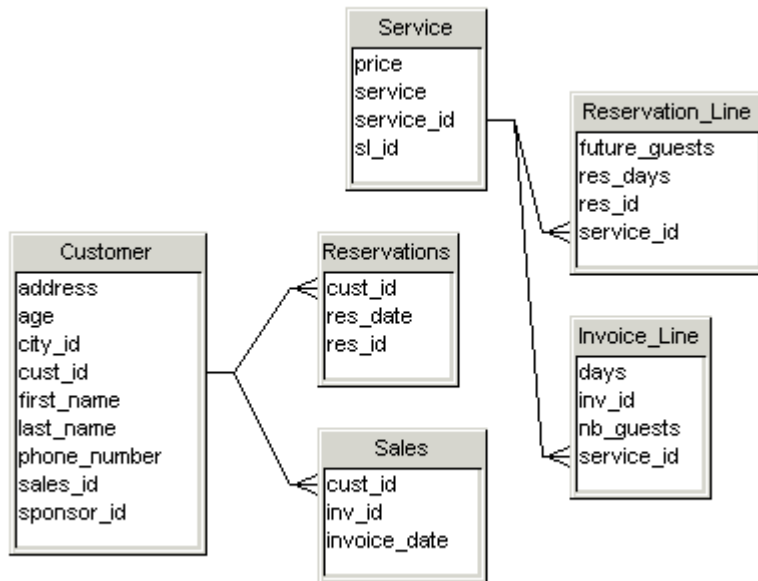 Service
price
service
service_id
sl_id
Reservation_Line
future_guests
res_days
res_id
service_id
Customer
address
age
city_id
cust_id
first_name
last_name
phone_number
sales_id
sponsor_id
Reservations
cust_id
res_date
res_id
Invoice_Line
days
inv_id
nb_guests
service_id
Sales
cust_id
inv_id
invoice_date